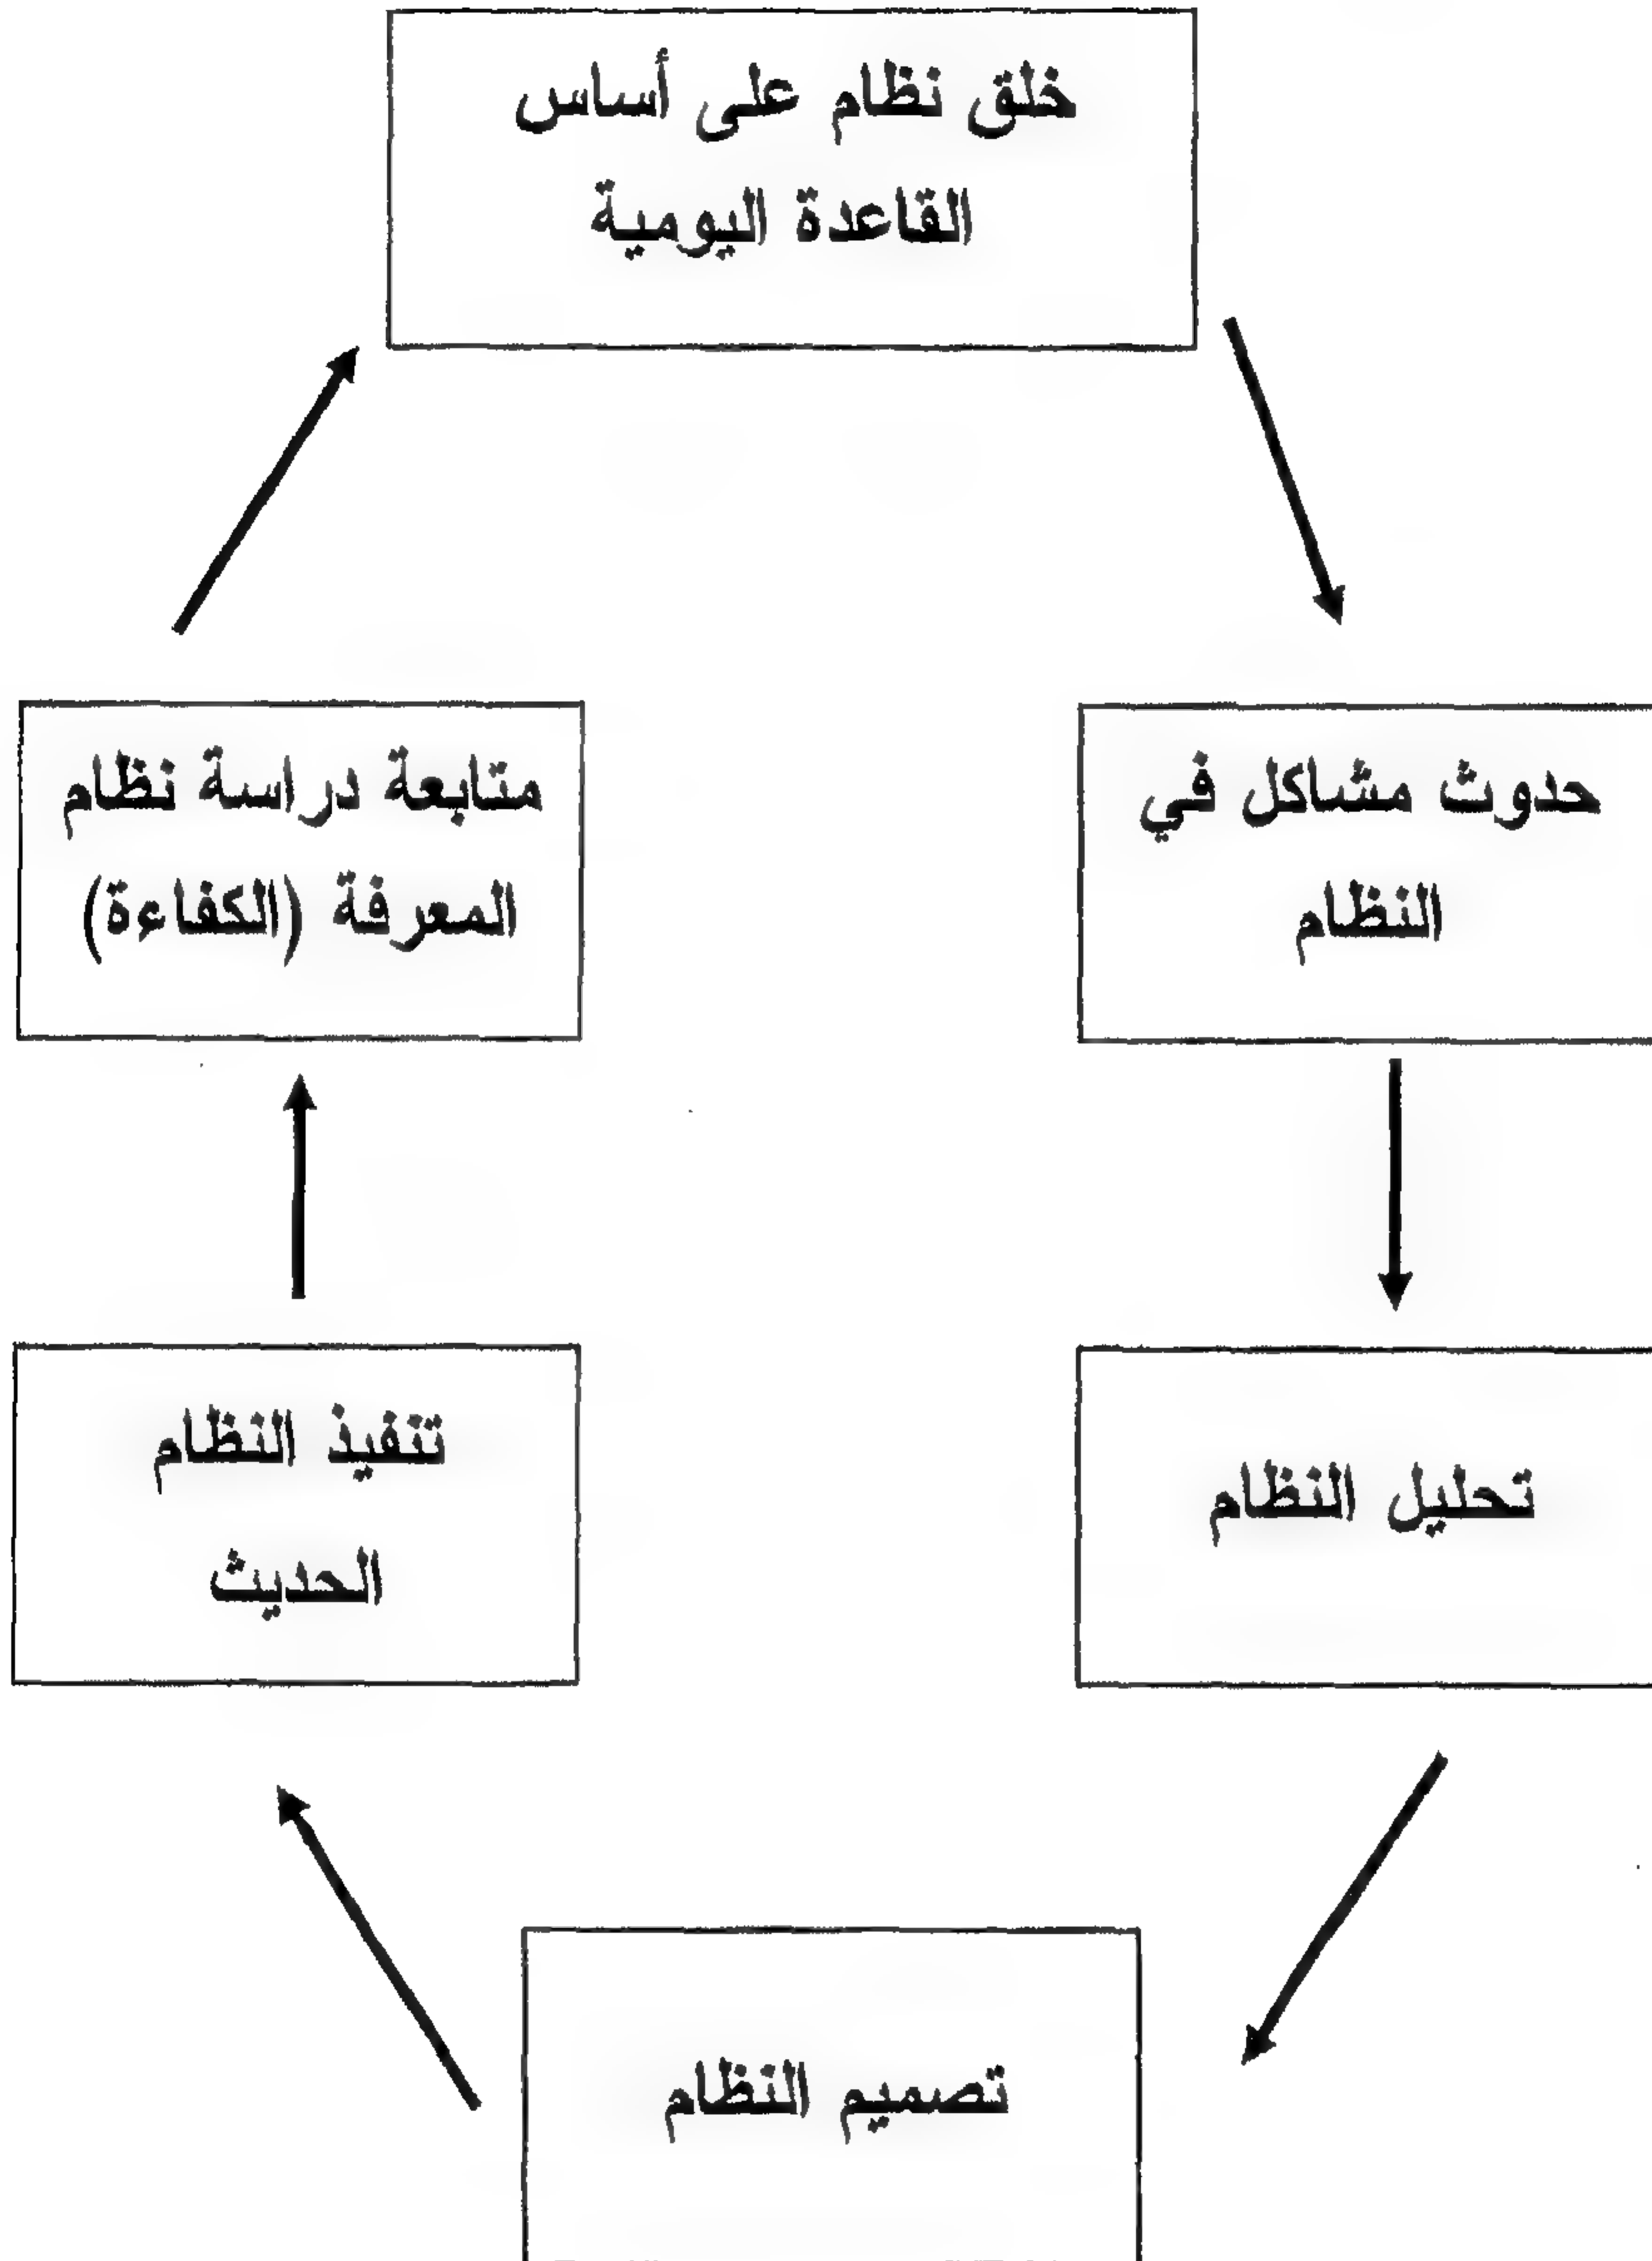 خلق نظام على أساس
القاعدة اليومية
حدوث مشاكل في
النظام
تحليل النظام
تصميم النظام
تنفيذ النظام
الحديث
متابعة دراسة نظام
المعرفة (الكفاءة)